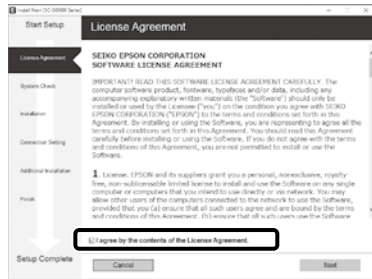 Install Navi (SC-S0000 Series)
Start Setup
License Agreement
License Agreement
System Check
Installation
Connection Setting
Additional Installation
Finish
Setup Complete
SEIKO EPSON CORPORATION
SOFTWARE LICENSE AGREEMENT
IMPORTANT! READ THIS SOFTWARE LICENSE AGREEMENT CAREFULLY. The
computer software product, fontware, typefaces and/or data, including any
accompanying explanatory written materials (the "Software") should only be
installed or used by the Licensee ("you") on the condition you agree with SEIKO
EPSON CORPORATION ("EPSON") to the terms and conditions set forth in this
Agreement. By installing or using the Software, you are representing to agree all the
terms and conditions set forth in this Agreement. You should read this Agreement
carefully before installing or using the Software. If you do not agree with the terms
and conditions of this Agreement, you are not permitted to install or use the
Software.
1. License. EPSON and its suppliers grant you a personal, nonexclusive, royalty-
free, non-sublicensable limited license to install and use the Software on any single
computer or computers that you intend to use directly or via network. You may
allow other users of the computers connected to the network to use the Software,
provided that you (a) ensure that all such users agree and are bound by the terms
and conditions of this Agreement, (b) ensure that all such users use the Software
I agree by the contents of the License Agreement.
Cancel
Next